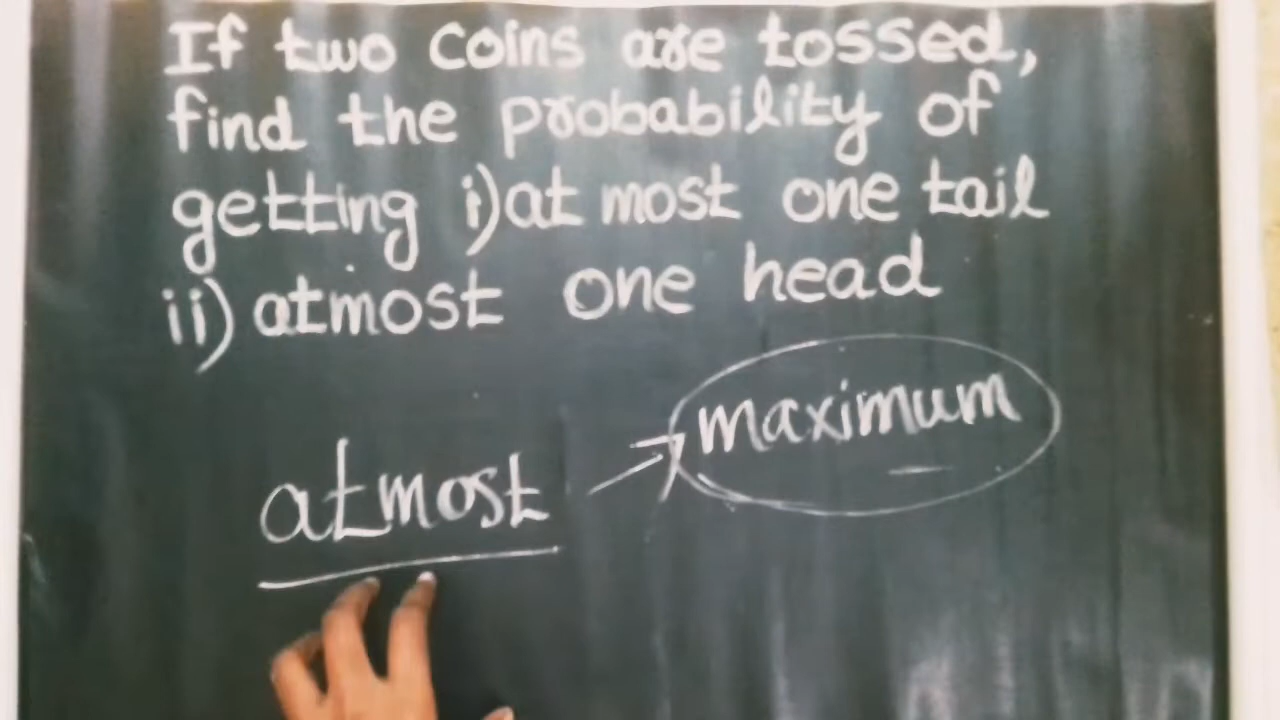 If two coins are tossed,
find the probability of
getting i) at most one tail
ii) atmost one head
atmost → maximum